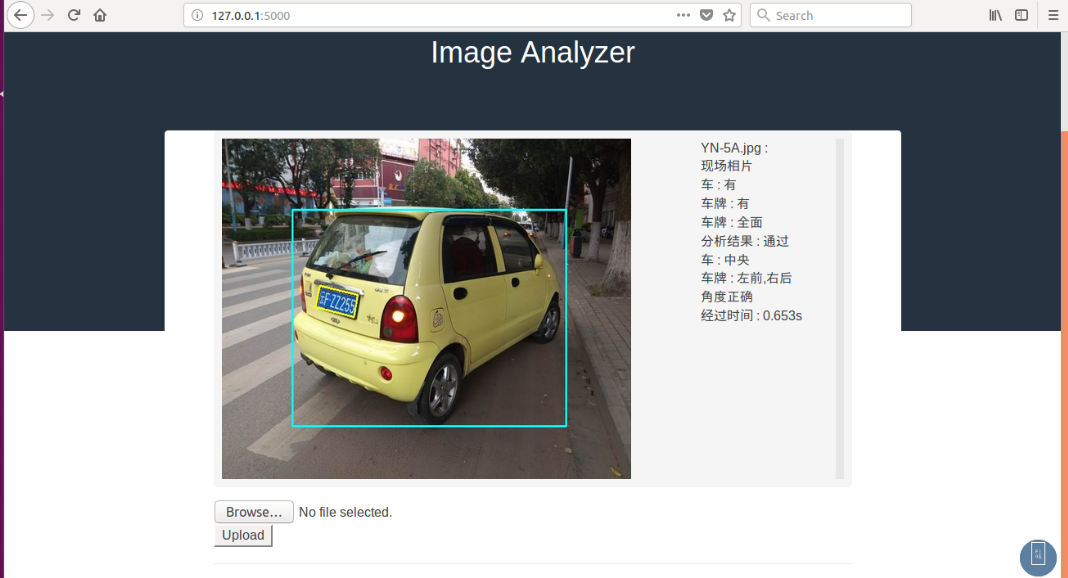 127.0.0.1:5000
Search
Image Analyzer
YN-5A.jpg :
现场相片
车 : 有
车牌 : 有
车牌 : 全面
分析结果 : 通过
车 : 中央
车牌 : 左前,右后
角度正确
经过时间 : 0.653s
FZZ255
Browse... No file selected.
Upload